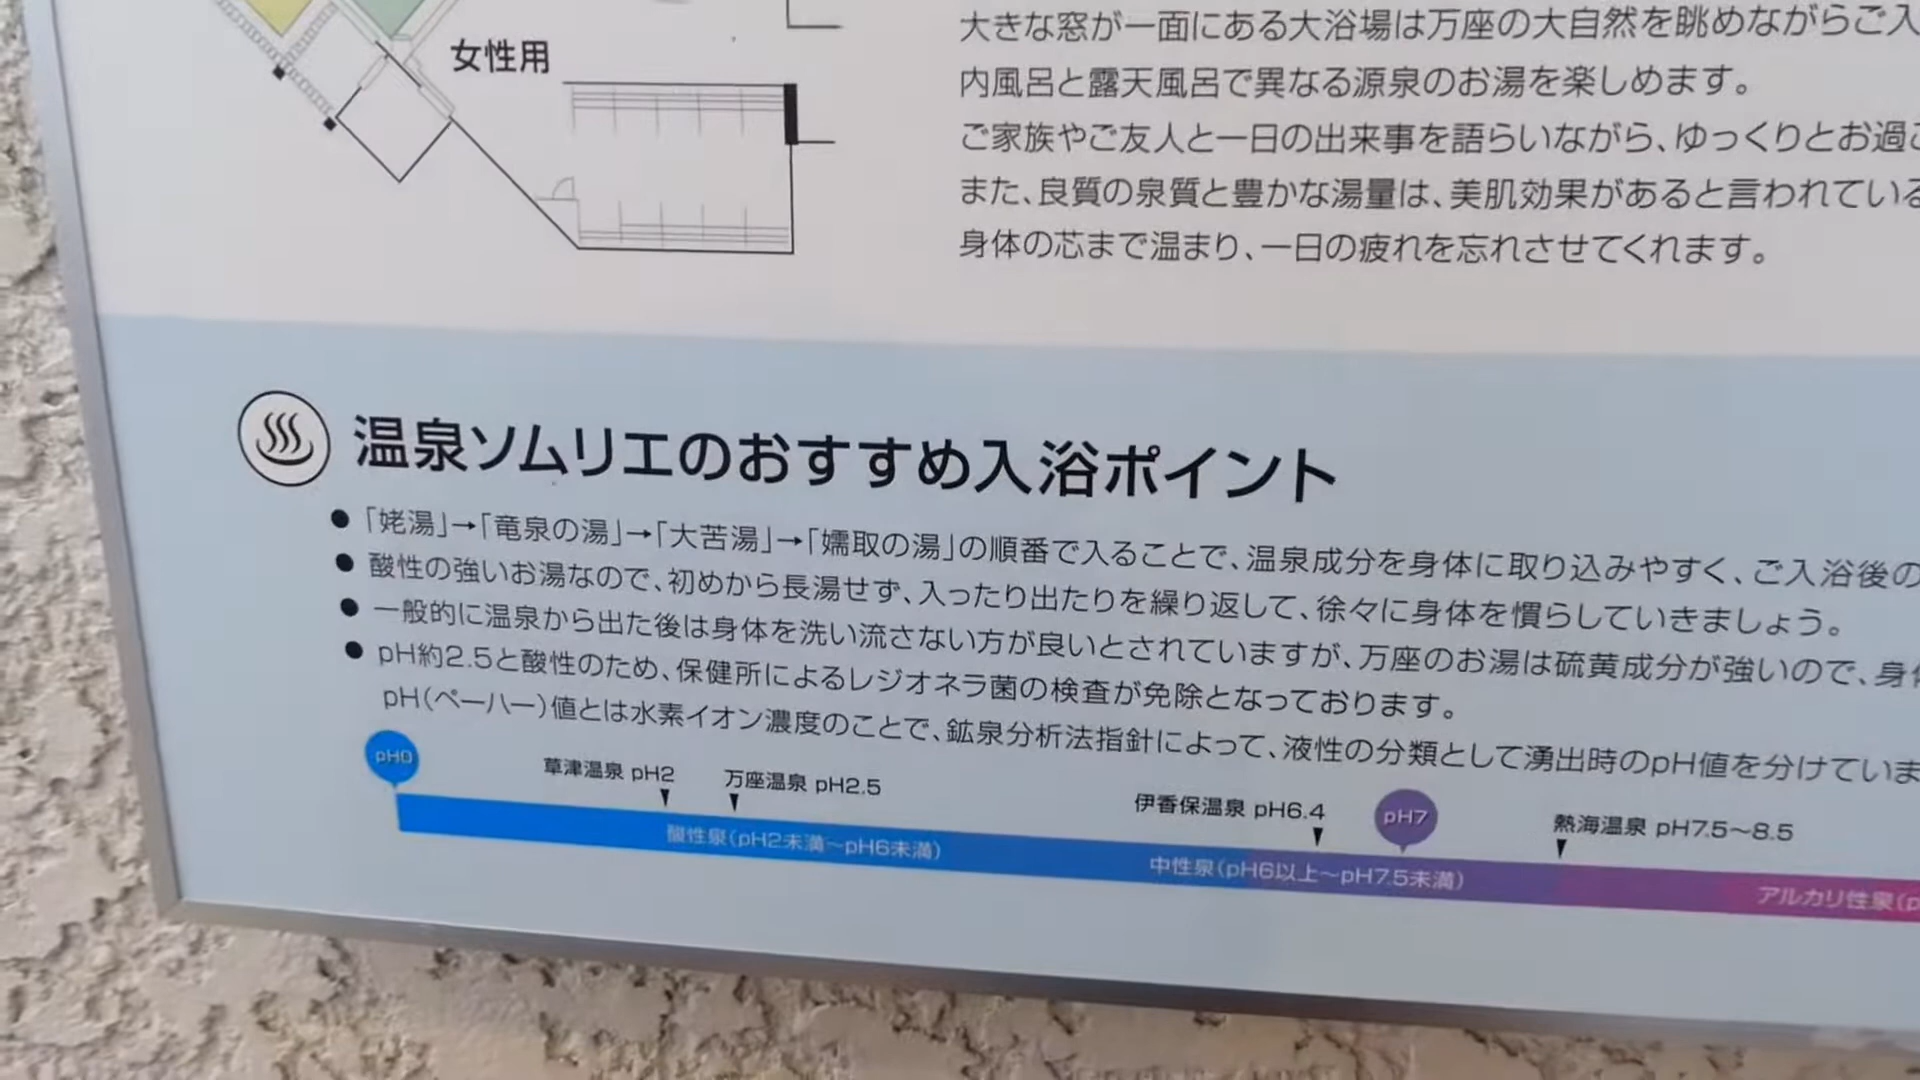 女性用
大きな窓が一面にある大浴場は万座の大自然を眺めながらご入
内風呂と露天風呂で異なる源泉のお湯を楽しめます。
ご家族やご友人と一日の出来事を語らいながら、ゆっくりとお過ご
また、良質の泉質と豊かな湯量は、美肌効果があると言われている
身体の芯まで温まり、一日の疲れを忘れさせてくれます。
温泉ソムリエのおすすめ入浴ポイント
●「姥湯」→「竜泉の湯」→「大苦湯」→「嬬取の湯」の順番で入ることで、温泉成分を身体に取り込みやすく、ご入浴後の
● 酸性の強いお湯なので、初めから長湯せず、入ったり出たりを繰り返して、徐々に身体を慣らしていきましょう。
● 一般的に温泉から出た後は身体を洗い流さない方が良いとされていますが、万座のお湯は硫黄成分が強いので、身体
● pH約2.5と酸性のため、保健所によるレジオネラ菌の検査が免除となっております。
pH(ペーハー)値とは水素イオン濃度のことで、鉱泉分析法指針によって、液性の分類として湧出時のpH値を分けていま
pH0
草津温泉 pH2
万座温泉 pH2.5
伊香保温泉 pH6.4
pH7
熱海温泉 pH7.5〜8.5
酸性泉(pH2未満〜pH6未満)
中性泉(pH6以上〜pH7.5未満)
アルカリ性泉(p